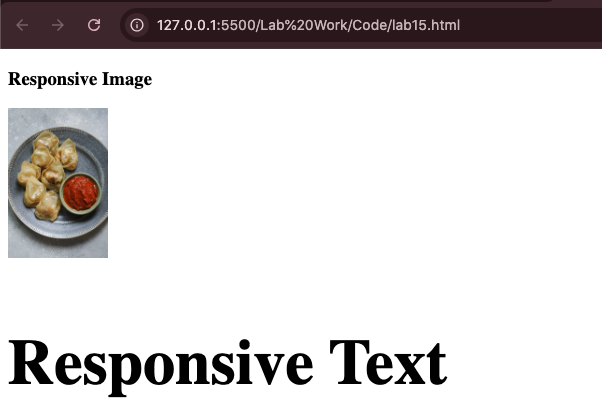 127.0.0.1:5500/Lab%20Work/Code/lab15.html
Responsive Image
Responsive Text